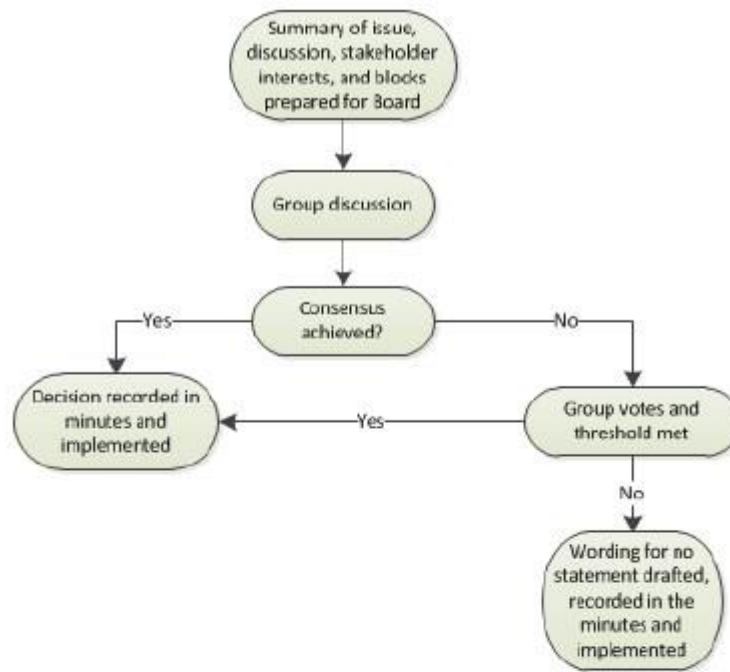 Summary of issue,
discussion, stakeholder
interests, and blocks
prepared for Board
Group discussion
Consensus
achieved?
Yes
No
Decision recorded in
minutes and
implemented
Yes
Group votes and
threshold met
No
Wording for no
statement drafted,
recorded in the
minutes and
implemented